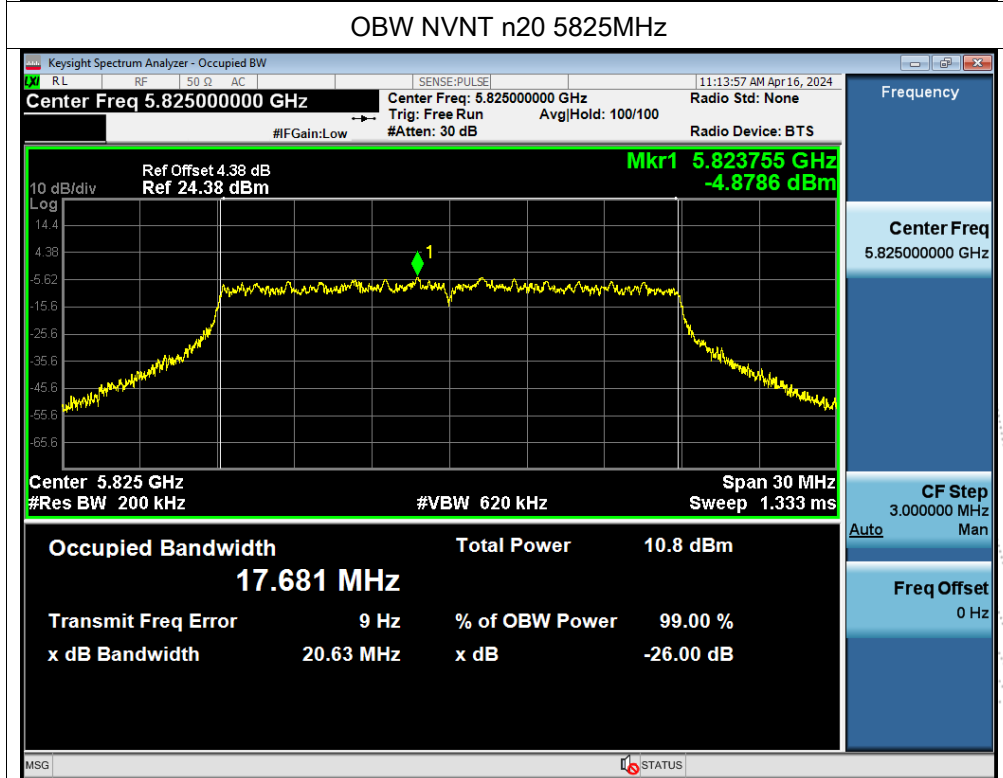 OBW NVNT n20 5825MHz
Keysight Spectrum Analyzer - Occupied BW
LXI RL RF 50 Ω AC SENSE:PULSE 11:13:57 AM Apr 16, 2024
Center Freq 5.825000000 GHz
Center Freq: 5.825000000 GHz Radio Std: None
Trig: Free Run Avg|Hold: 100/100
#IFGain:Low #Atten: 30 dB Radio Device: BTS
Frequency
Mkr1 5.823755 GHz
-4.8786 dBm
Ref Offset 4.38 dB
10 dB/div Ref 24.38 dBm
Log
14.4
4.38
1
-5.62
-15.6
-25.6
-35.6
-45.6
-55.6
-65.6
Center 5.825 GHz Span 30 MHz
#Res BW 200 kHz #VBW 620 kHz Sweep 1.333 ms
Occupied Bandwidth Total Power 10.8 dBm
17.681 MHz
Transmit Freq Error 9 Hz % of OBW Power 99.00 %
x dB Bandwidth 20.63 MHz x dB -26.00 dB
Center Freq
5.825000000 GHz
CF Step
3.000000 MHz
Auto Man
Freq Offset
0 Hz
MSG STATUS